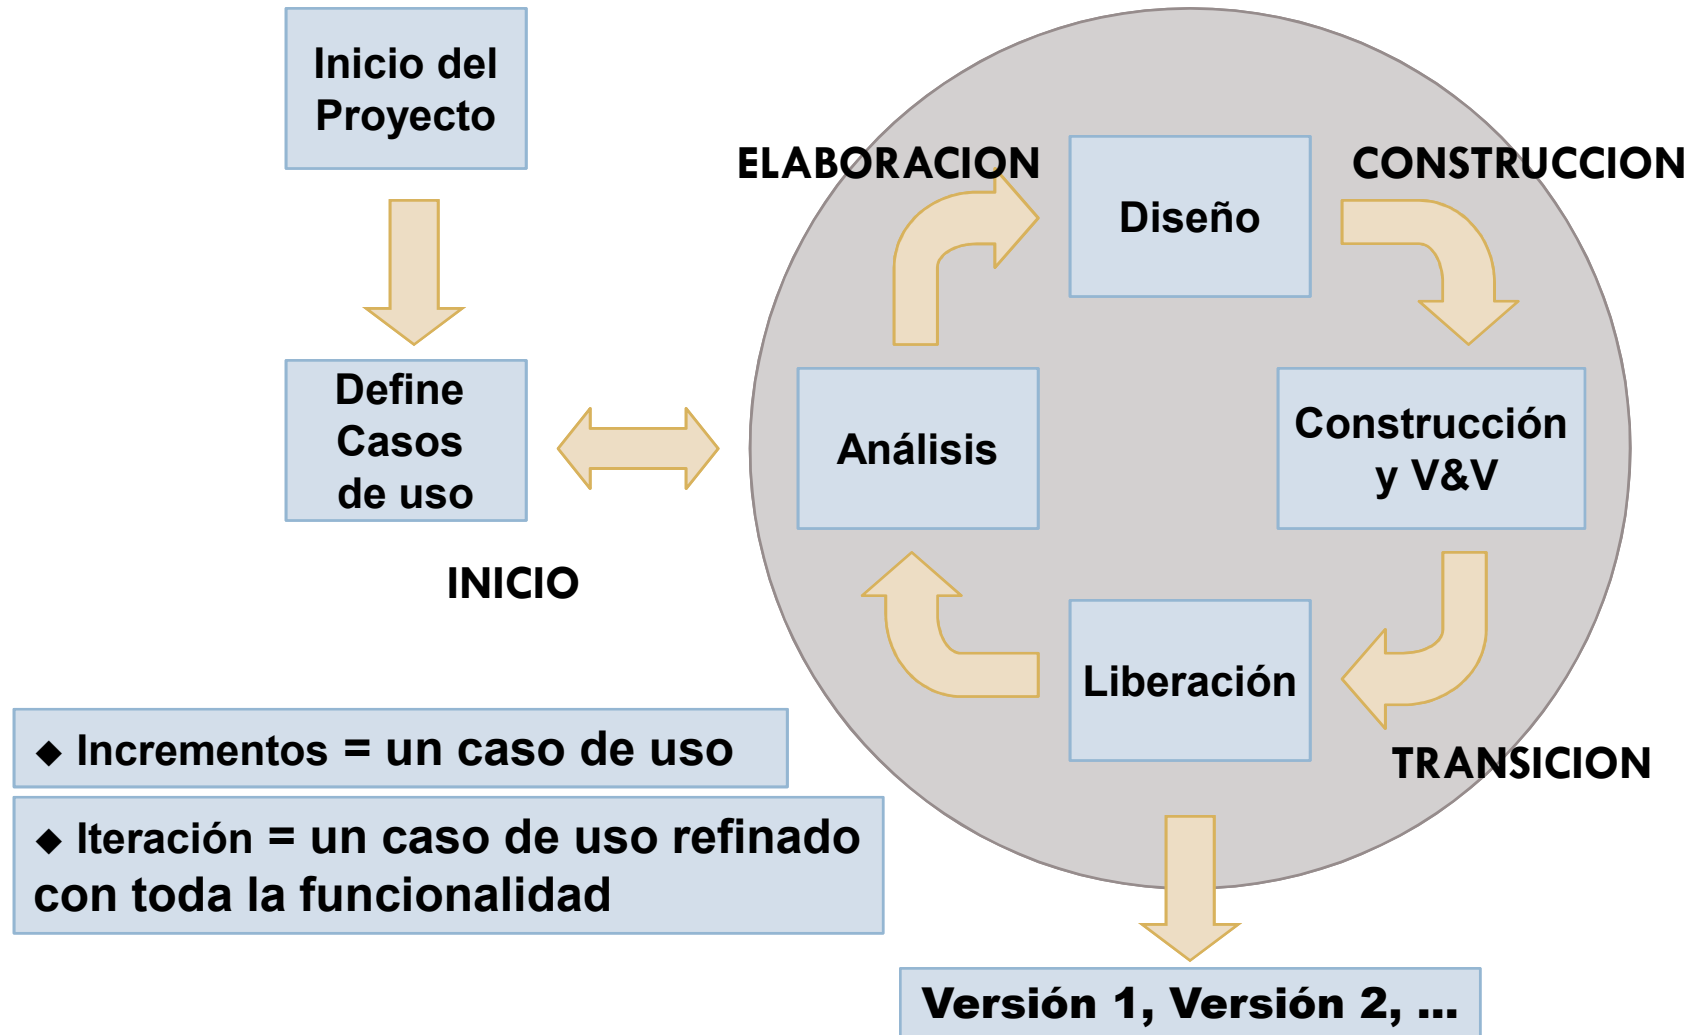 Inicio del
Proyecto
ELABORACION
CONSTRUCCION
Diseño
Define
Casos
de uso
Análisis
Construcción
y V&V
INICIO
Liberación
TRANSICION
◆ Incrementos = un caso de uso
◆ Iteración = un caso de uso refinado
con toda la funcionalidad
Versión 1, Versión 2, ...